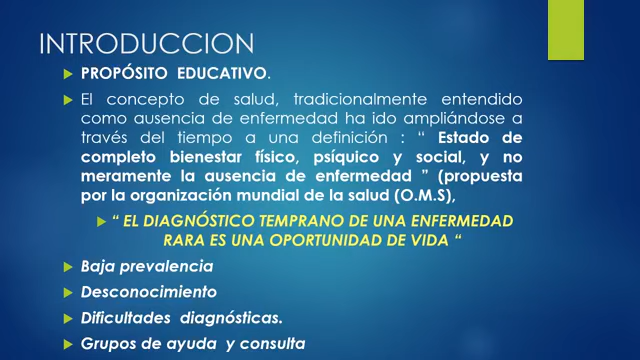 INTRODUCCION
PROPÓSITO EDUCATIVO.
El concepto de salud, tradicionalmente entendido
como ausencia de enfermedad ha ido ampliándose a
través del tiempo a una definición : “ Estado de
completo bienestar físico, psíquico y social, y no
meramente la ausencia de enfermedad ” (propuesta
por la organización mundial de la salud (O.M.S),
“ EL DIAGNÓSTICO TEMPRANO DE UNA ENFERMEDAD
RARA ES UNA OPORTUNIDAD DE VIDA “
Baja prevalencia
Desconocimiento
Dificultades diagnósticas.
Grupos de ayuda y consulta